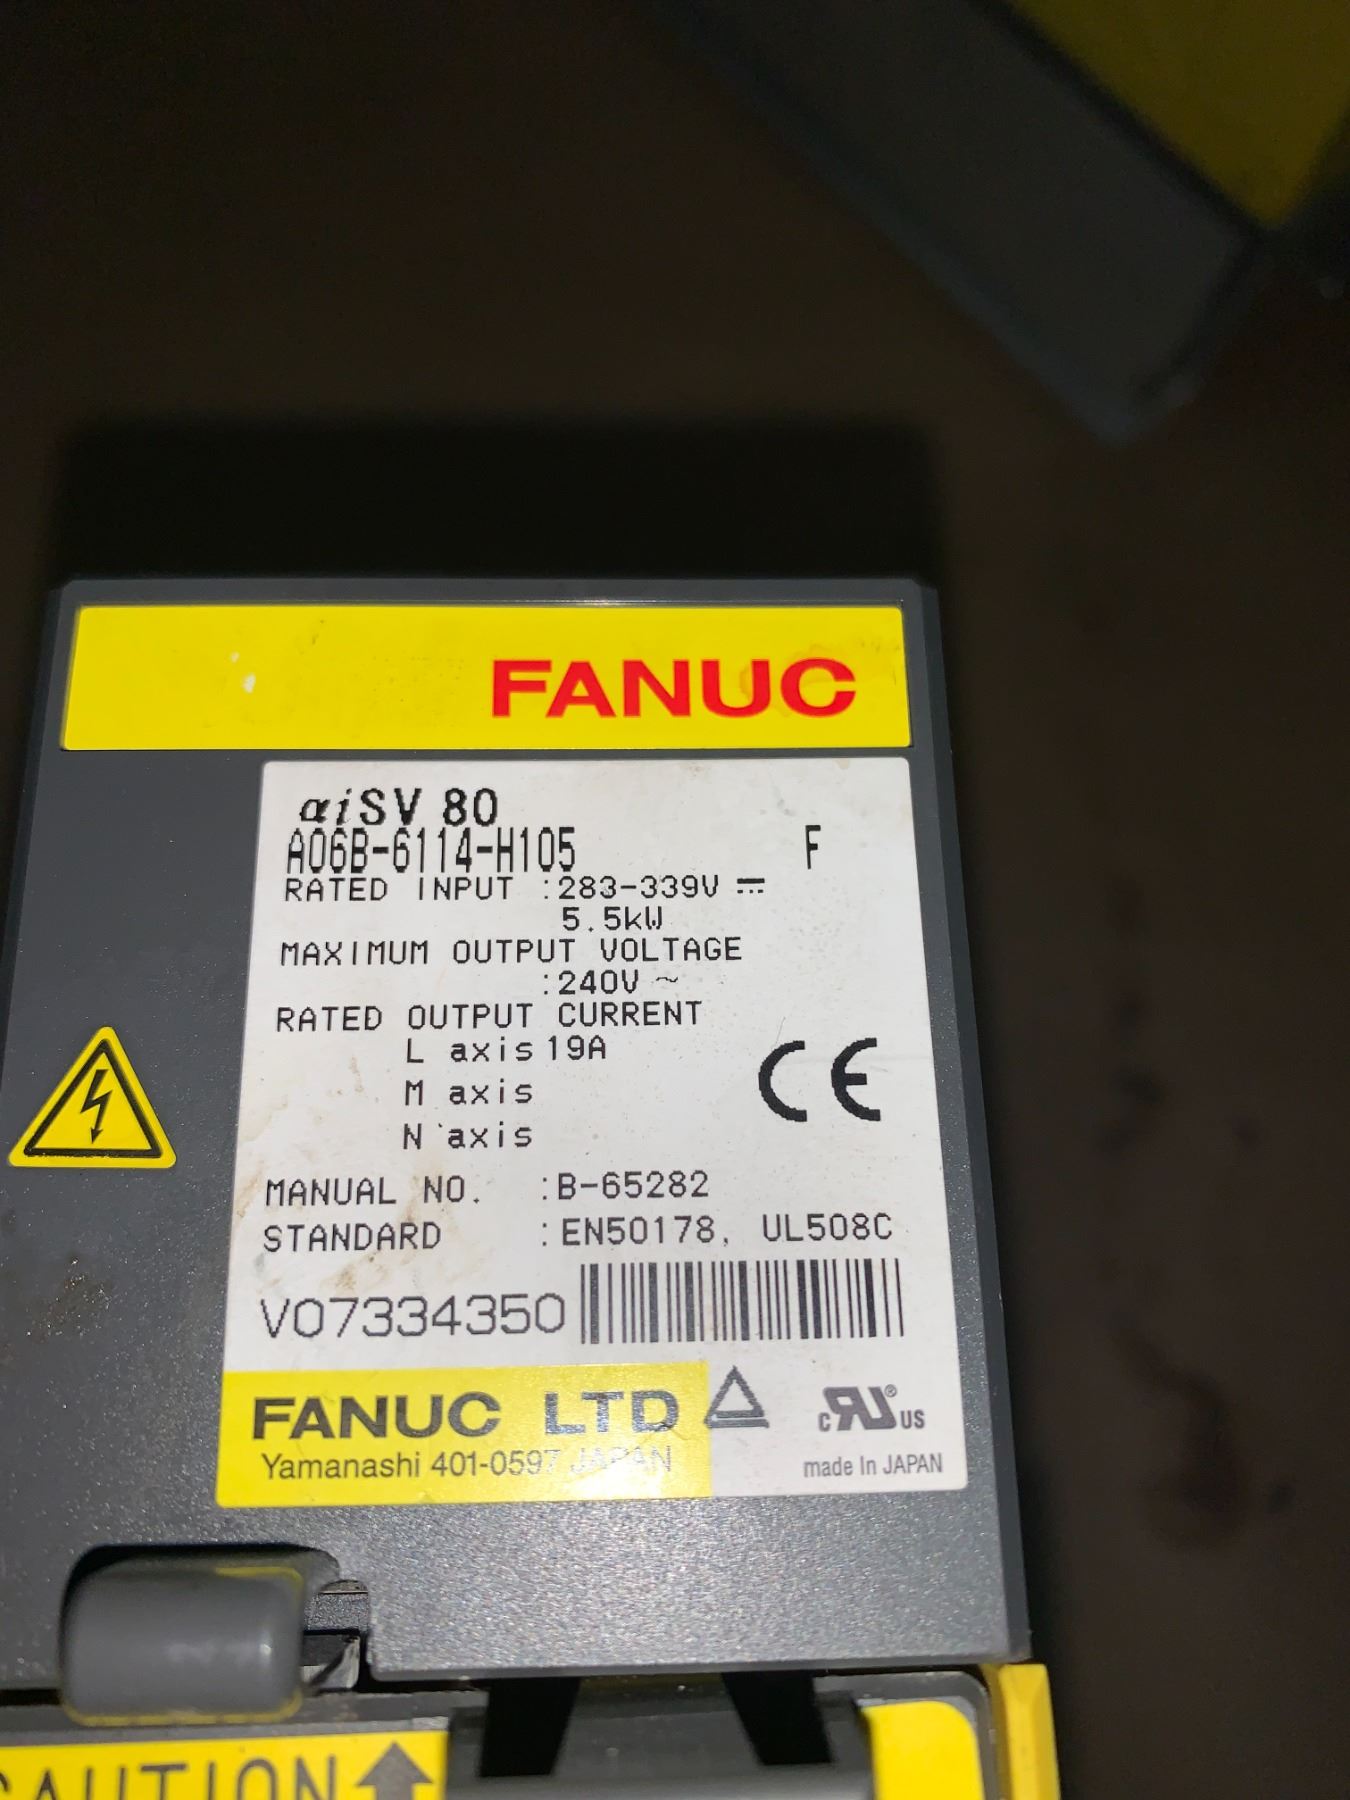 FANUC
αiSV 80
A06B-6114-H105 F
RATED INPUT :283-339V ⎓
5.5kW
MAXIMUM OUTPUT VOLTAGE
:240V ~
RATED OUTPUT CURRENT
L axis 19A
M axis
N axis
CE
MANUAL NO. :B-65282
STANDARD :EN50178, UL508C
V07334350
FANUC LTD
Yamanashi 401-0597 JAPAN
c RU ® US
made In JAPAN
CAUTION